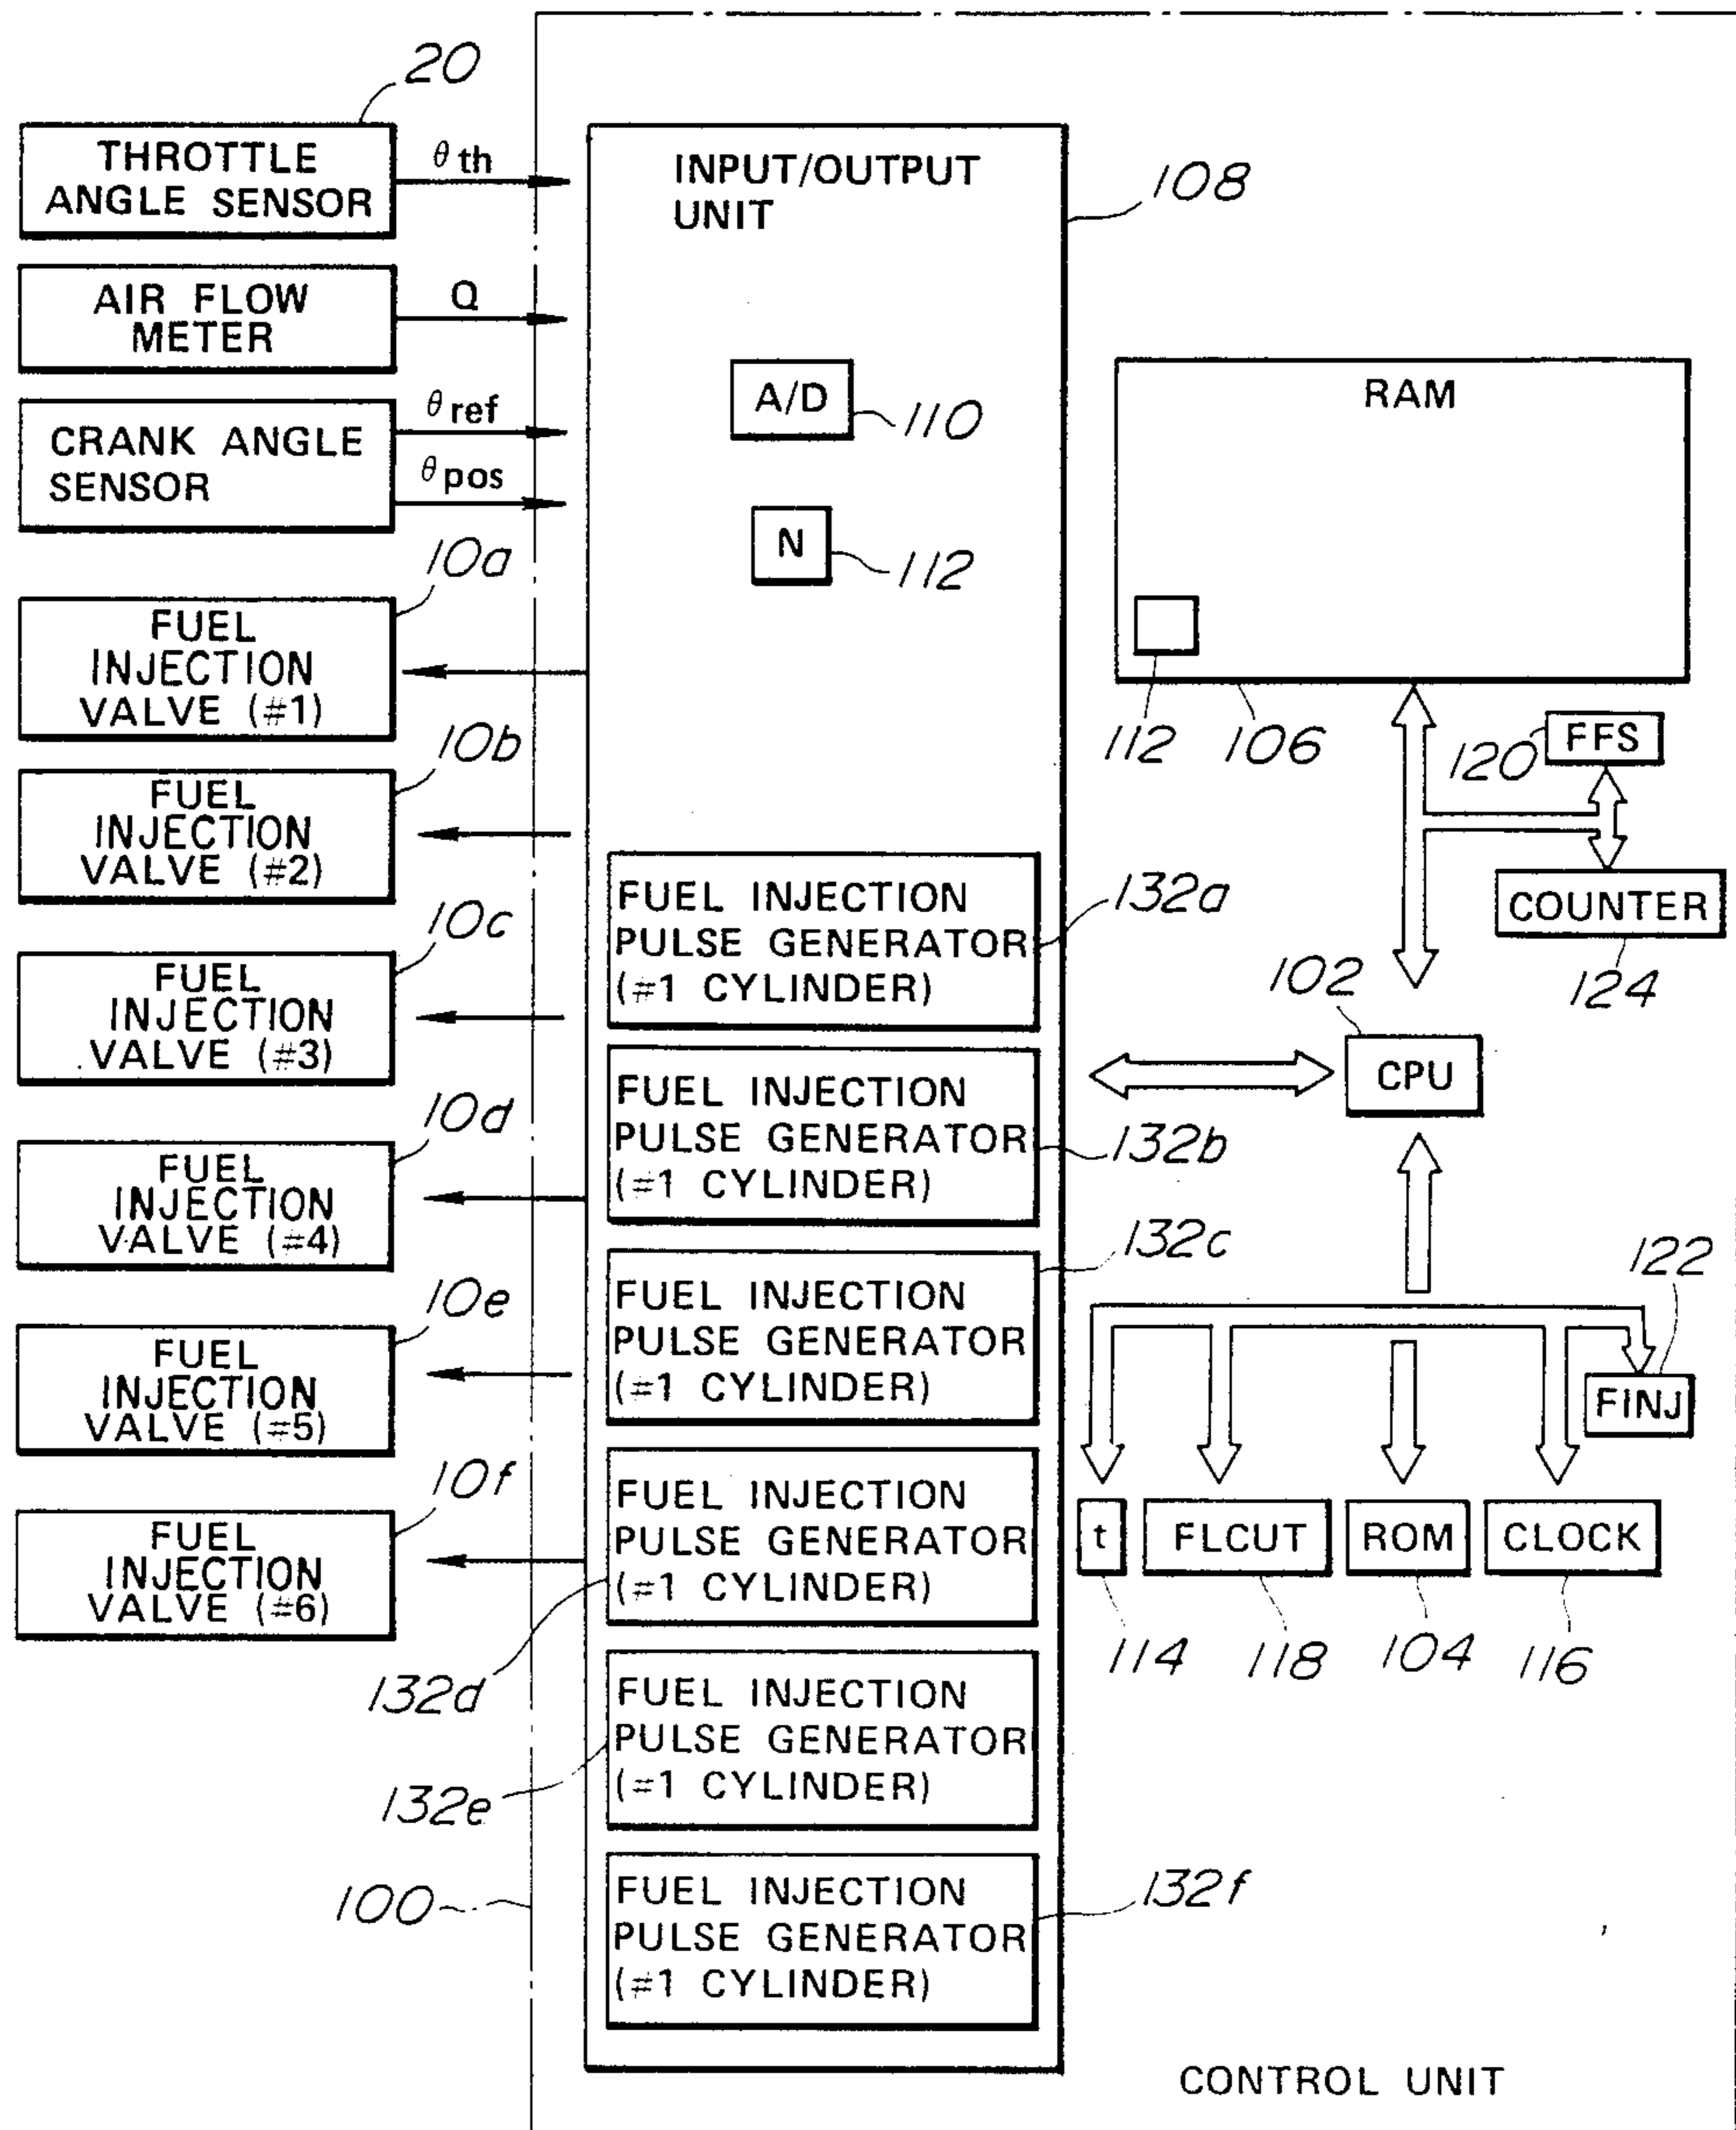 20
THROTTLE
ANGLE SENSOR
θth
AIR FLOW
METER
Q
CRANK ANGLE
SENSOR
θref
θpos
10a
FUEL
INJECTION
VALVE (#1)
10b
FUEL
INJECTION
VALVE (#2)
10c
FUEL
INJECTION
VALVE (#3)
10d
FUEL
INJECTION
VALVE (#4)
10e
FUEL
INJECTION
VALVE (#5)
10f
FUEL
INJECTION
VALVE (#6)
INPUT/OUTPUT
UNIT
108
A/D
110
N
112
FUEL INJECTION
PULSE GENERATOR
(#1 CYLINDER)
132a
FUEL INJECTION
PULSE GENERATOR
(#1 CYLINDER)
132b
FUEL INJECTION
PULSE GENERATOR
(#1 CYLINDER)
132c
FUEL INJECTION
PULSE GENERATOR
(#1 CYLINDER)
132d
FUEL INJECTION
PULSE GENERATOR
(#1 CYLINDER)
132e
FUEL INJECTION
PULSE GENERATOR
(#1 CYLINDER)
132f
100
RAM
112
106
120
FFS
COUNTER
124
102
CPU
122
FINJ
t
FLCUT
ROM
CLOCK
114
118
104
116
CONTROL UNIT